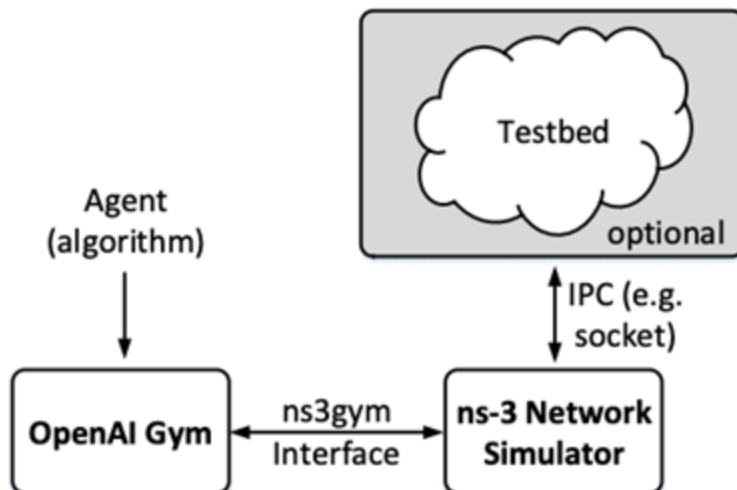 Testbed
optional
Agent
(algorithm)
IPC (e.g.
socket)
OpenAI Gym
ns3gym
Interface
ns-3 Network
Simulator